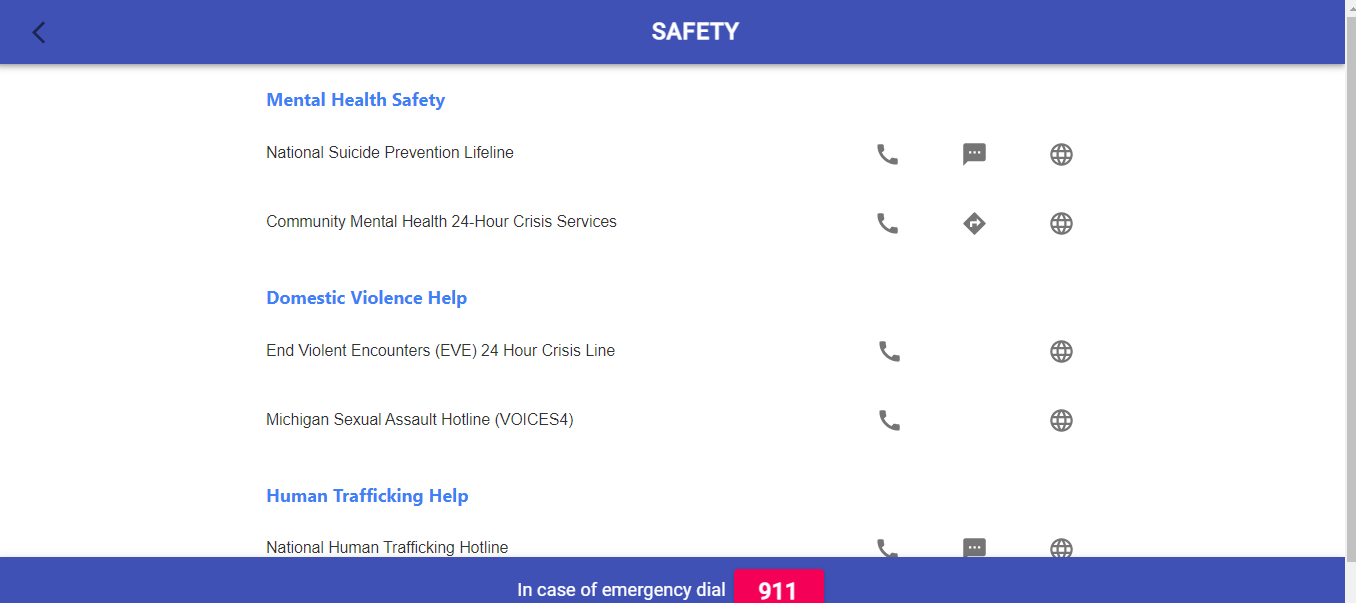 SAFETY
Mental Health Safety
National Suicide Prevention Lifeline
Community Mental Health 24-Hour Crisis Services
Domestic Violence Help
End Violent Encounters (EVE) 24 Hour Crisis Line
Michigan Sexual Assault Hotline (VOICES4)
Human Trafficking Help
National Human Trafficking Hotline
In case of emergency dial 911